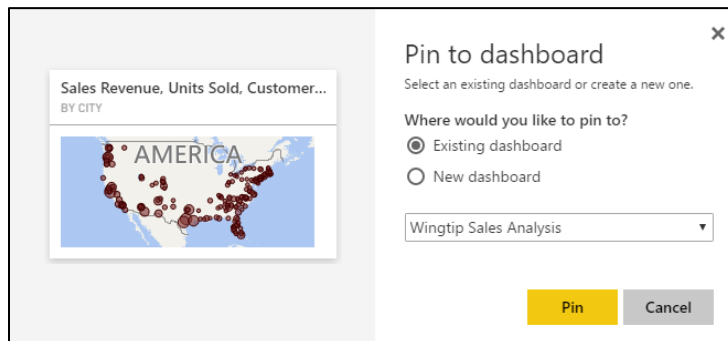 Sales Revenue, Units Sold, Customer...
BY CITY
AMERICA
Pin to dashboard
Select an existing dashboard or create a new one.
Where would you like to pin to?
Existing dashboard
New dashboard
Wingtip Sales Analysis
Pin
Cancel